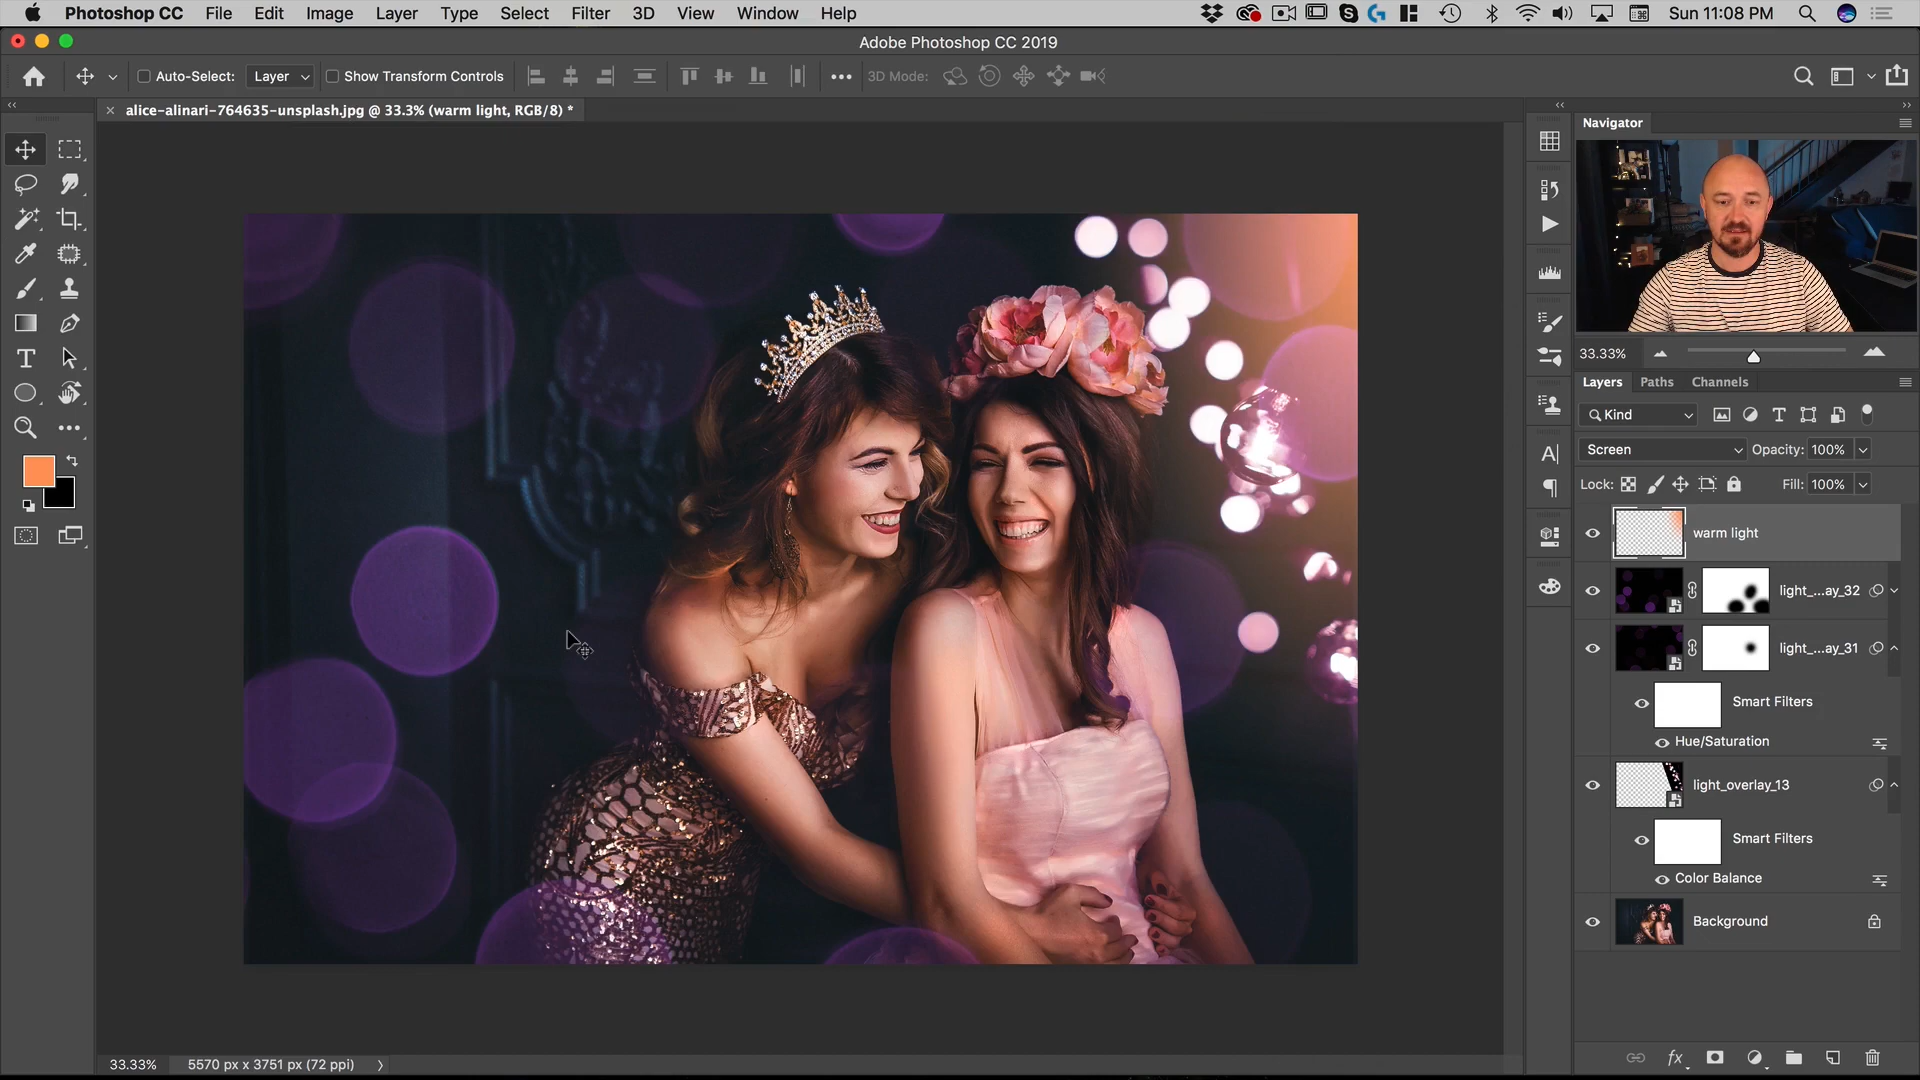 Photoshop CC File Edit Image Layer Type Select Filter 3D View Window Help Sun 11:08 PM
Adobe Photoshop CC 2019
Auto-Select: Layer Show Transform Controls 3D Mode:
alice-alinari-764635-unsplash.jpg @ 33.3% (warm light, RGB/8) *
Navigator
33.33%
Layers Paths Channels
Kind
Screen Opacity: 100%
Lock: Fill: 100%
warm light
light_...ay_32
light_...ay_31
Smart Filters
Hue/Saturation
light_overlay_13
Smart Filters
Color Balance
Background
33.33% 5570 px x 3751 px (72 ppi)